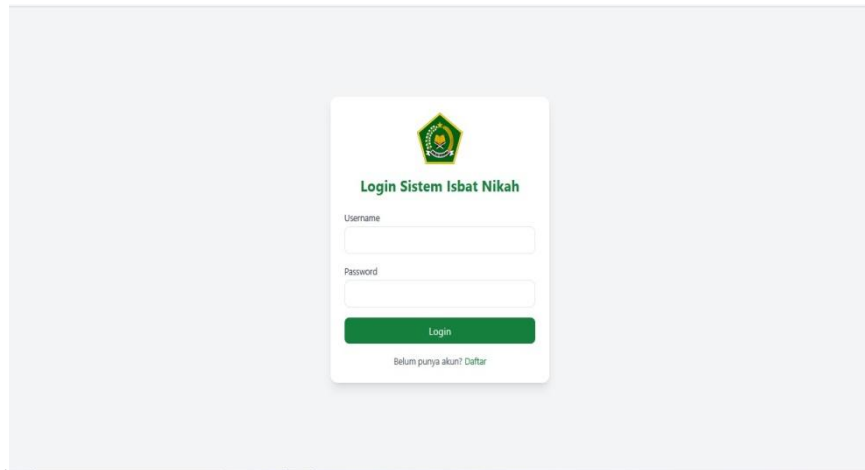 Login Sistem Isbat Nikah
Username
Password
Login
Belum punya akun? Daftar